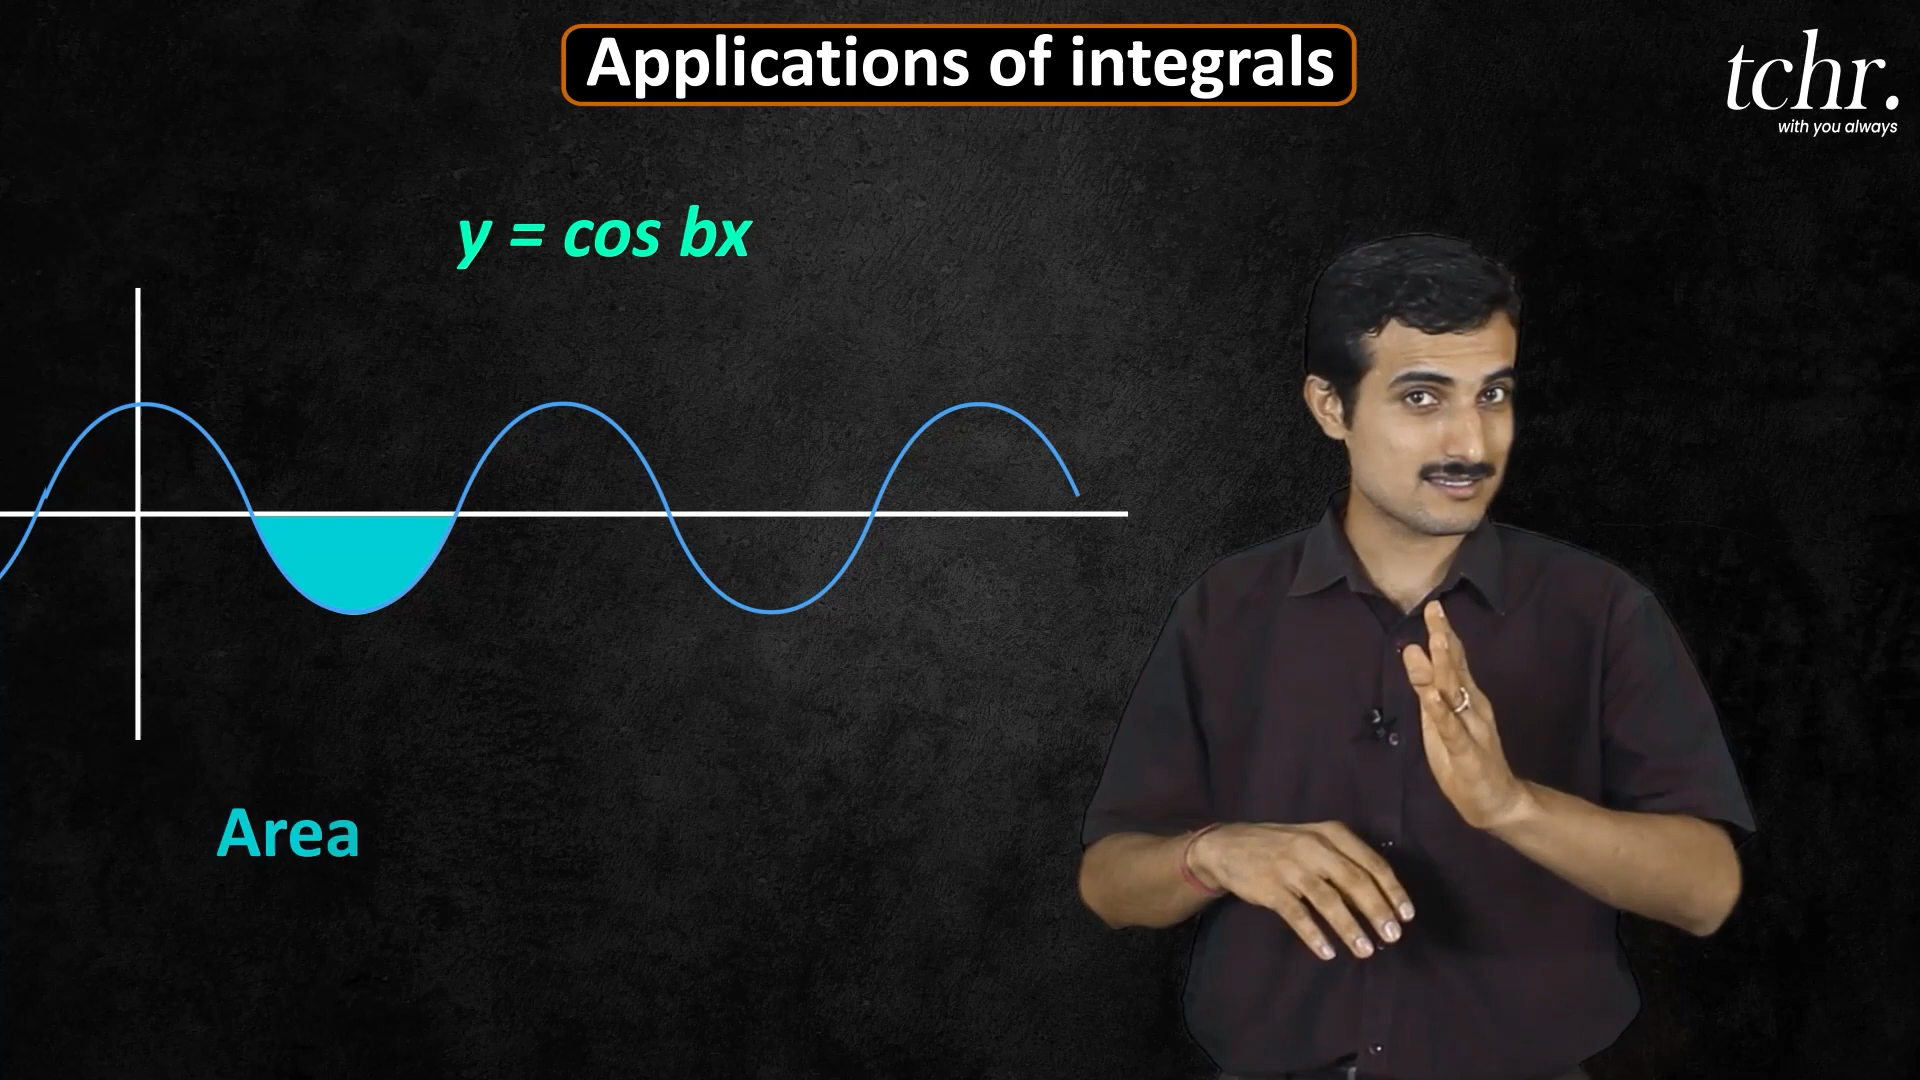 Applications of integrals
tchr.
with you always
y = cos bx
Area